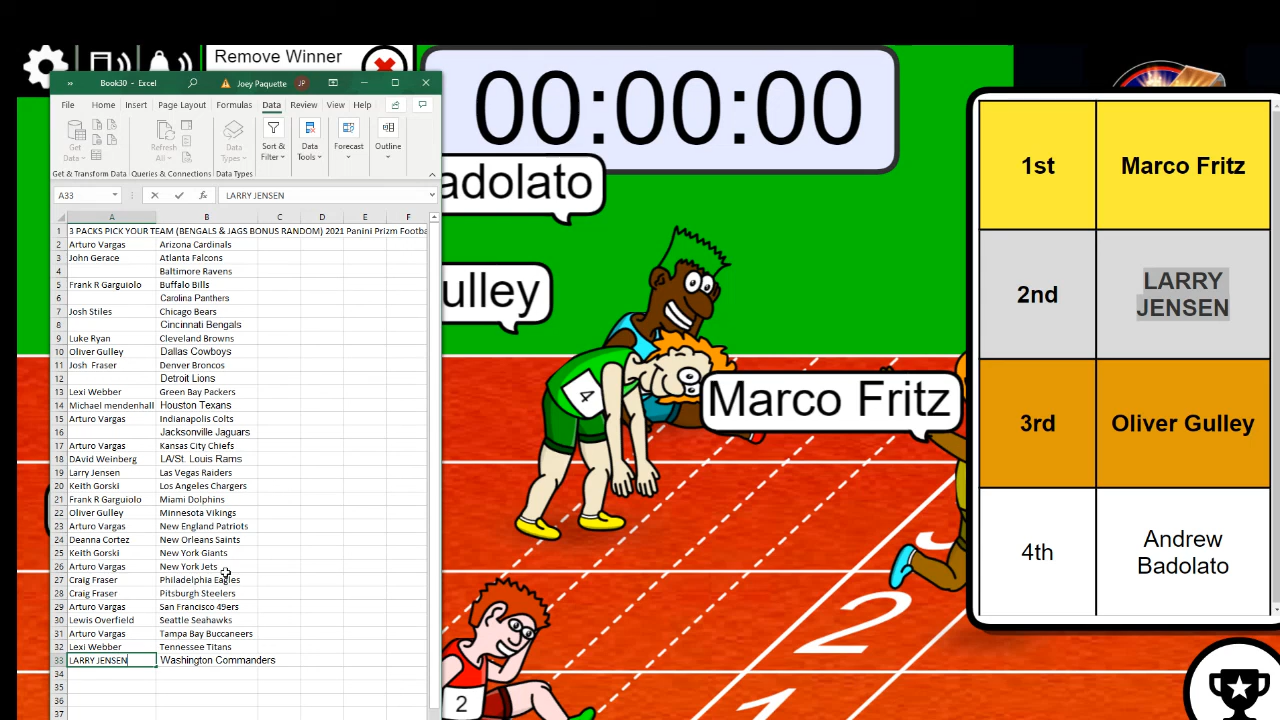 Remove Winner
Book30 - Excel
Joey Paquette
JP
File Home Insert Page Layout Formulas Data Review View Help
Get Data
Refresh All
Data Types
Sort & Filter
Data Tools
Forecast
Outline
Get & Transform Data
Queries & Connections
Data Types
A33
fx
LARRY JENSEN
A B C D E F
1 3 PACKS PICK YOUR TEAM (BENGALS & JAGS BONUS RANDOM) 2021 Panini Prizm Footba
2 Arturo Vargas Arizona Cardinals
3 John Gerace Atlanta Falcons
4 Baltimore Ravens
5 Frank R Garguiolo Buffalo Bills
6 Carolina Panthers
7 Josh Stiles Chicago Bears
8 Cincinnati Bengals
9 Luke Ryan Cleveland Browns
10 Oliver Gulley Dallas Cowboys
11 Josh Fraser Denver Broncos
12 Detroit Lions
13 Lexi Webber Green Bay Packers
14 Michael mendenhall Houston Texans
15 Arturo Vargas Indianapolis Colts
16 Jacksonville Jaguars
17 Arturo Vargas Kansas City Chiefs
18 DAvid Weinberg LA/St. Louis Rams
19 Larry Jensen Las Vegas Raiders
20 Keith Gorski Los Angeles Chargers
21 Frank R Garguiolo Miami Dolphins
22 Oliver Gulley Minnesota Vikings
23 Arturo Vargas New England Patriots
24 Deanna Cortez New Orleans Saints
25 Keith Gorski New York Giants
26 Arturo Vargas New York Jets
27 Craig Fraser Philadelphia Eagles
28 Craig Fraser Pittsburgh Steelers
29 Arturo Vargas San Francisco 49ers
30 Lewis Overfield Seattle Seahawks
31 Arturo Vargas Tampa Bay Buccaneers
32 Lexi Webber Tennessee Titans
33 LARRY JENSEN Washington Commanders
34
35
36
37
00:00:00
adolato
ulley
Marco Fritz
4
2
2
1
1st Marco Fritz
2nd LARRY
JENSEN
3rd Oliver Gulley
4th Andrew
Badolato